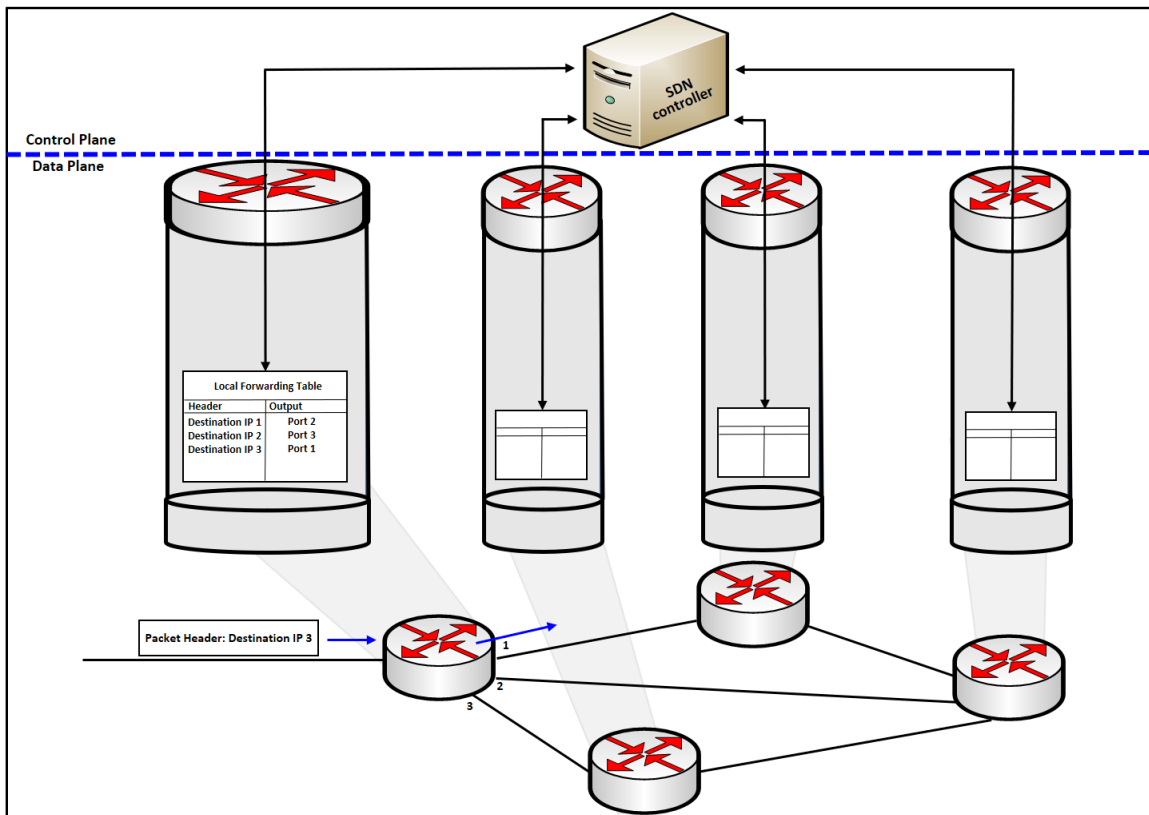 SDN
controller
Control Plane
Data Plane
Local Forwarding Table
Header Output
Destination IP 1 Port 2
Destination IP 2 Port 3
Destination IP 3 Port 1
Packet Header: Destination IP 3
1
2
3